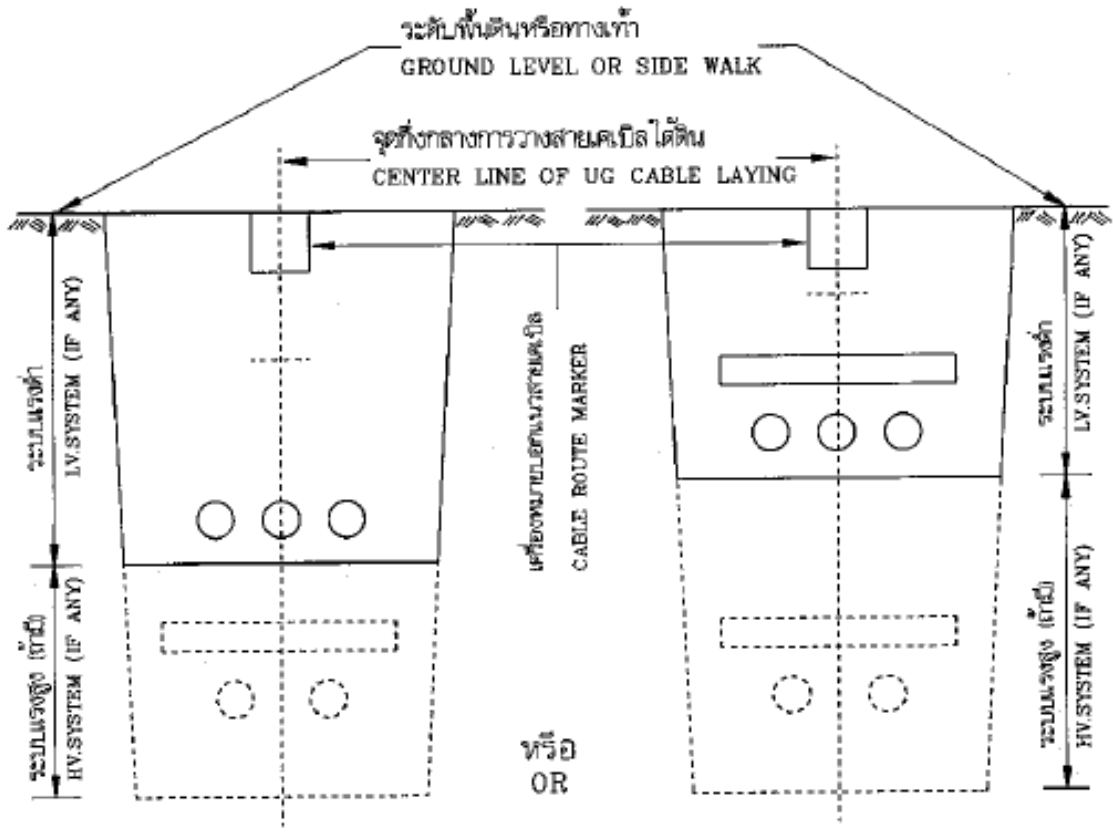 ระดับพื้นดินหรือทางเท้า
GROUND LEVEL OR SIDE WALK
จุดกึ่งกลางการวางสายเคเบิลใต้ดิน
CENTER LINE OF UG CABLE LAYING
ระบบแรงต่ำ
LV.SYSTEM (IF ANY)
ระบบแรงสูง (ถ้ามี)
HV.SYSTEM (IF ANY)
เครื่องหมายบอกแนวสายเคเบิล
CABLE ROUTE MARKER
หรือ
OR
ระบบแรงต่ำ
LV.SYSTEM (IF ANY)
ระบบแรงสูง (ถ้ามี)
HV.SYSTEM (IF ANY)